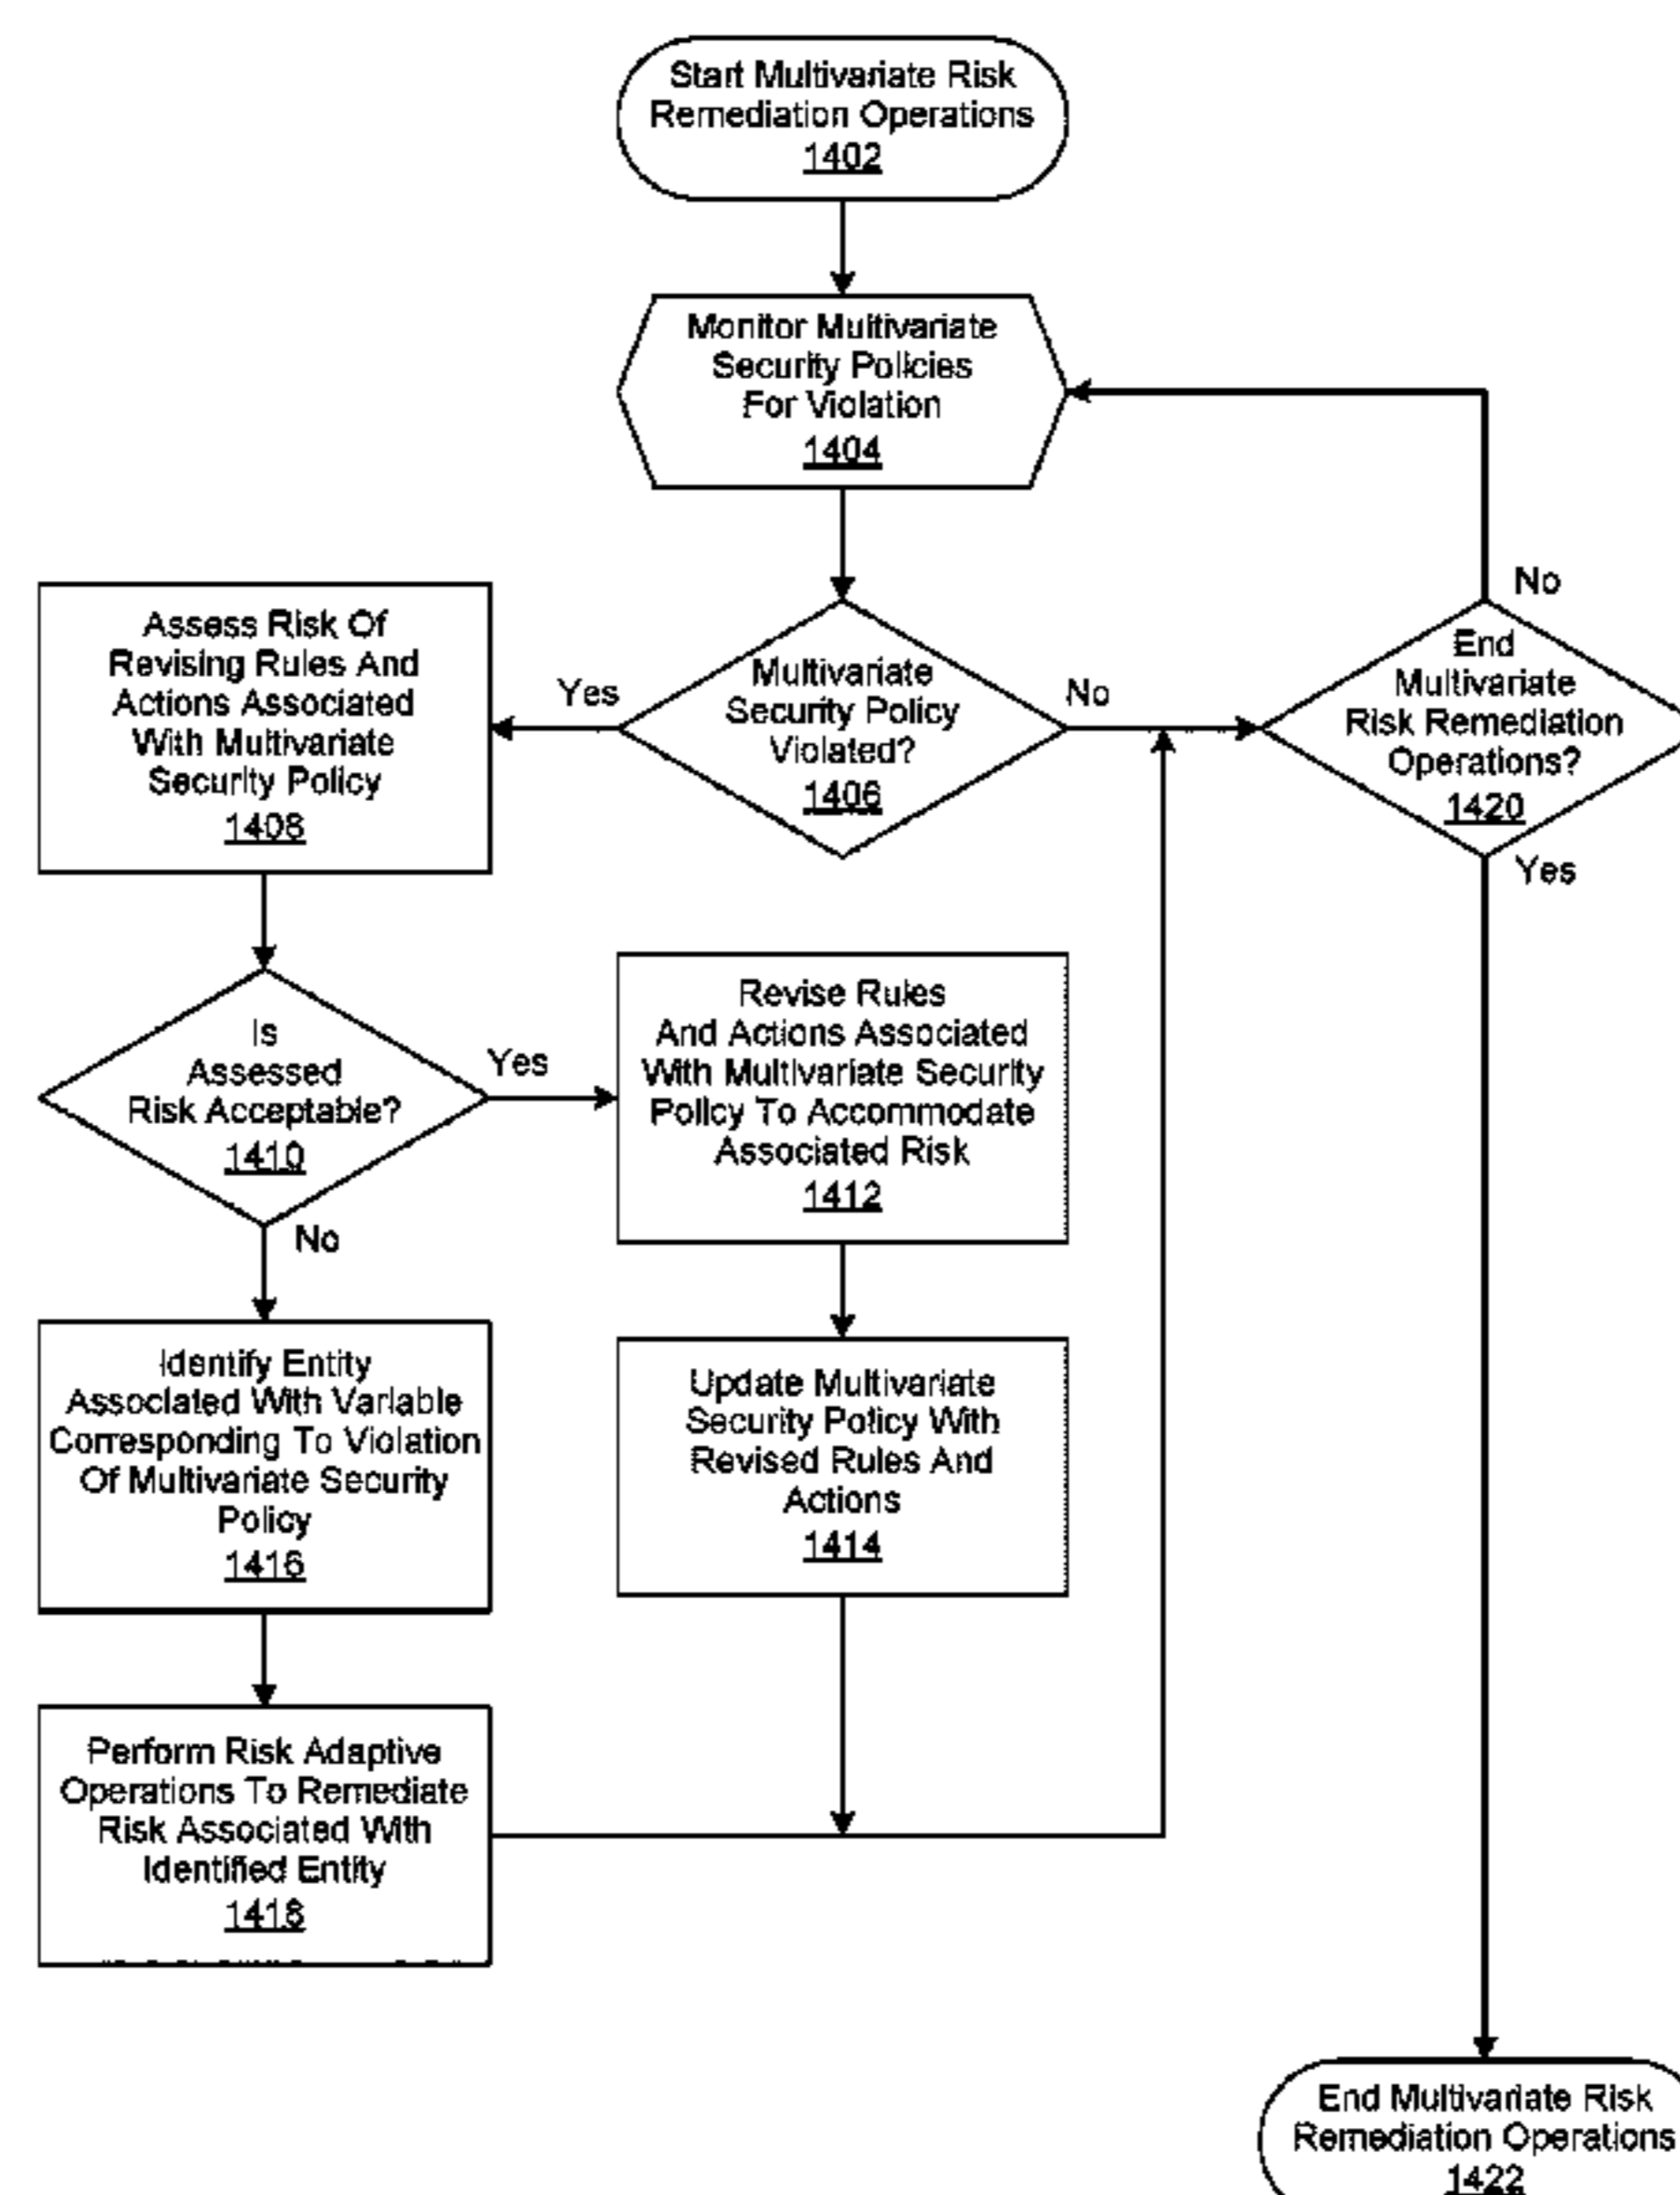 Start Multivariate Risk
Remediation Operations
1402
Monitor Multivariate
Security Policies
For Violation
1404
Assess Risk Of
Revising Rules And
Actions Associated
With Multivariate
Security Policy
1408
Yes
Multivariate
Security Policy
Violated?
1406
No
No
End
Multivariate
Risk Remediation
Operations?
1420
Yes
Is
Assessed
Risk Acceptable?
1410
Yes
No
Revise Rules
And Actions Associated
With Multivariate Security
Policy To Accommodate
Associated Risk
1412
Identify Entity
Associated With Variable
Corresponding To Violation
Of Multivariate Security
Policy
1416
Update Multivariate
Security Policy With
Revised Rules And
Actions
1414
Perform Risk Adaptive
Operations To Remediate
Risk Associated With
Identified Entity
1418
End Multivariate Risk
Remediation Operations
1422